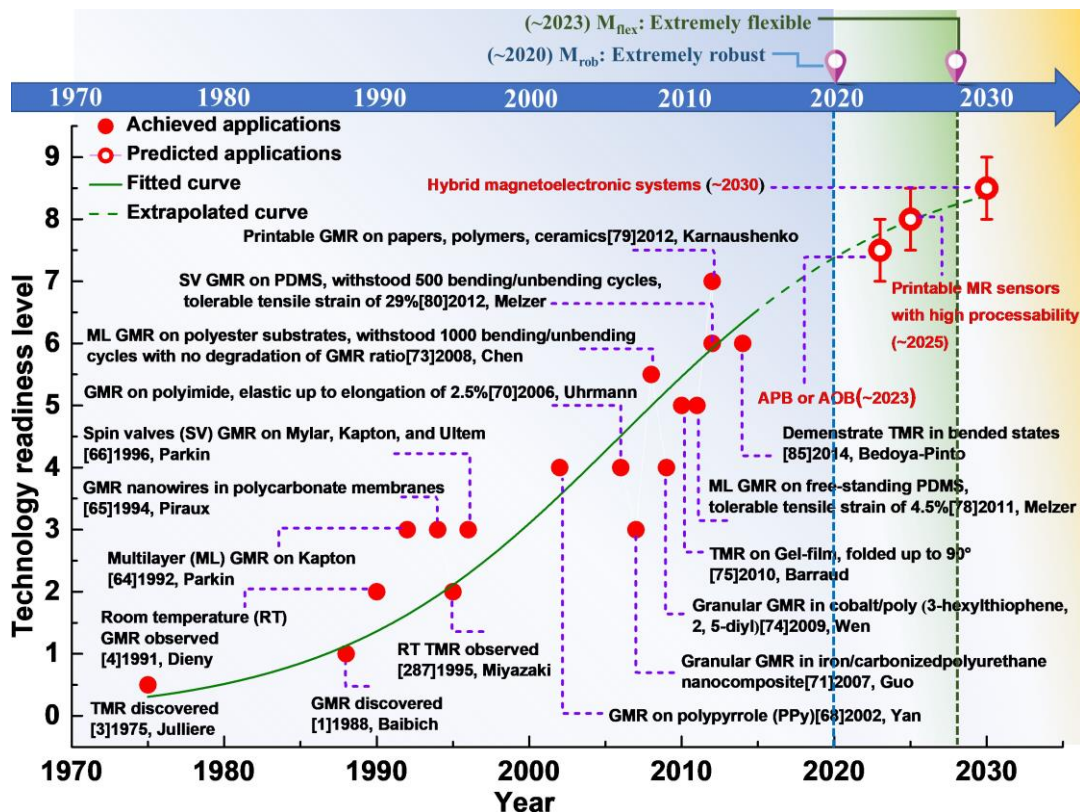 (~2023) Mflex: Extremely flexible
(~2020) Mrob: Extremely robust
1970 1980 1990 2000 2010 2020 2030
Achieved applications
Predicted applications
Fitted curve
Extrapolated curve
Hybrid magnetoelectronic systems (~2030)
Printable GMR on papers, polymers, ceramics[79]2012, Karnaushenko
SV GMR on PDMS, withstood 500 bending/unbending cycles,
tolerable tensile strain of 29%[80]2012, Melzer
ML GMR on polyester substrates, withstood 1000 bending/unbending
cycles with no degradation of GMR ratio[73]2008, Chen
GMR on polyimide, elastic up to elongation of 2.5%[70]2006, Uhrmann
Spin valves (SV) GMR on Mylar, Kapton, and Ultem
[66]1996, Parkin
GMR nanowires in polycarbonate membranes
[65]1994, Piraux
Multilayer (ML) GMR on Kapton
[64]1992, Parkin
Room temperature (RT)
GMR observed
[4]1991, Dieny
TMR discovered
[3]1975, Julliere
GMR discovered
[1]1988, Baibich
RT TMR observed
[287]1995, Miyazaki
Printable MR sensors
with high processability
(~2025)
APB or AOB(~2023)
Demenstrate TMR in bended states
[85]2014, Bedoya-Pinto
ML GMR on free-standing PDMS,
tolerable tensile strain of 4.5%[78]2011, Melzer
TMR on Gel-film, folded up to 90°
[75]2010, Barraud
Granular GMR in cobalt/poly (3-hexylthiophene,
2, 5-diyl)[74]2009, Wen
Granular GMR in iron/carbonizedpolyurethane
nanocomposite[71]2007, Guo
GMR on polypyrrole (PPy)[68]2002, Yan
Technology readiness level
9
8
7
6
5
4
3
2
1
0
1970 1980 1990 2000 2010 2020 2030
Year